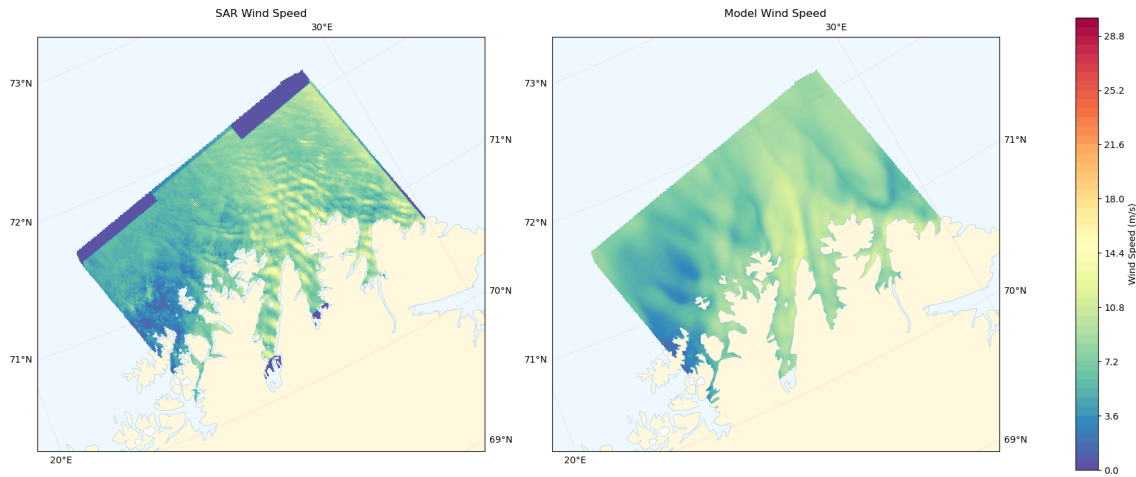 SAR Wind Speed
30°E
73°N
72°N
71°N
71°N
70°N
69°N
20°E
Model Wind Speed
30°E
73°N
72°N
71°N
71°N
70°N
69°N
20°E
28.8
25.2
21.6
18.0
14.4
10.8
7.2
3.6
0.0
Wind Speed (m/s)